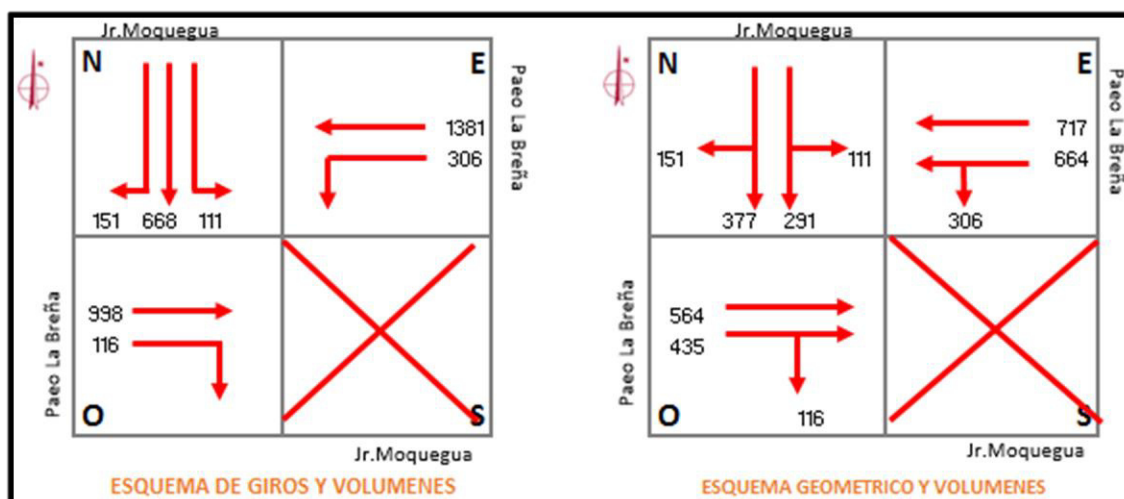 Jr.Moquegua
N
E
Paeo La Breña
1381
306
151 668 111
998
116
Paeo La Breña
O
Jr.Moquegua
ESQUEMA DE GIROS Y VOLUMENES
Jr.Moquegua
N
E
Paeo La Breña
717
664
151
111
377 291
306
564
435
Paeo La Breña
O
116
S
Jr.Moquegua
ESQUEMA GEOMETRICO Y VOLUMENES